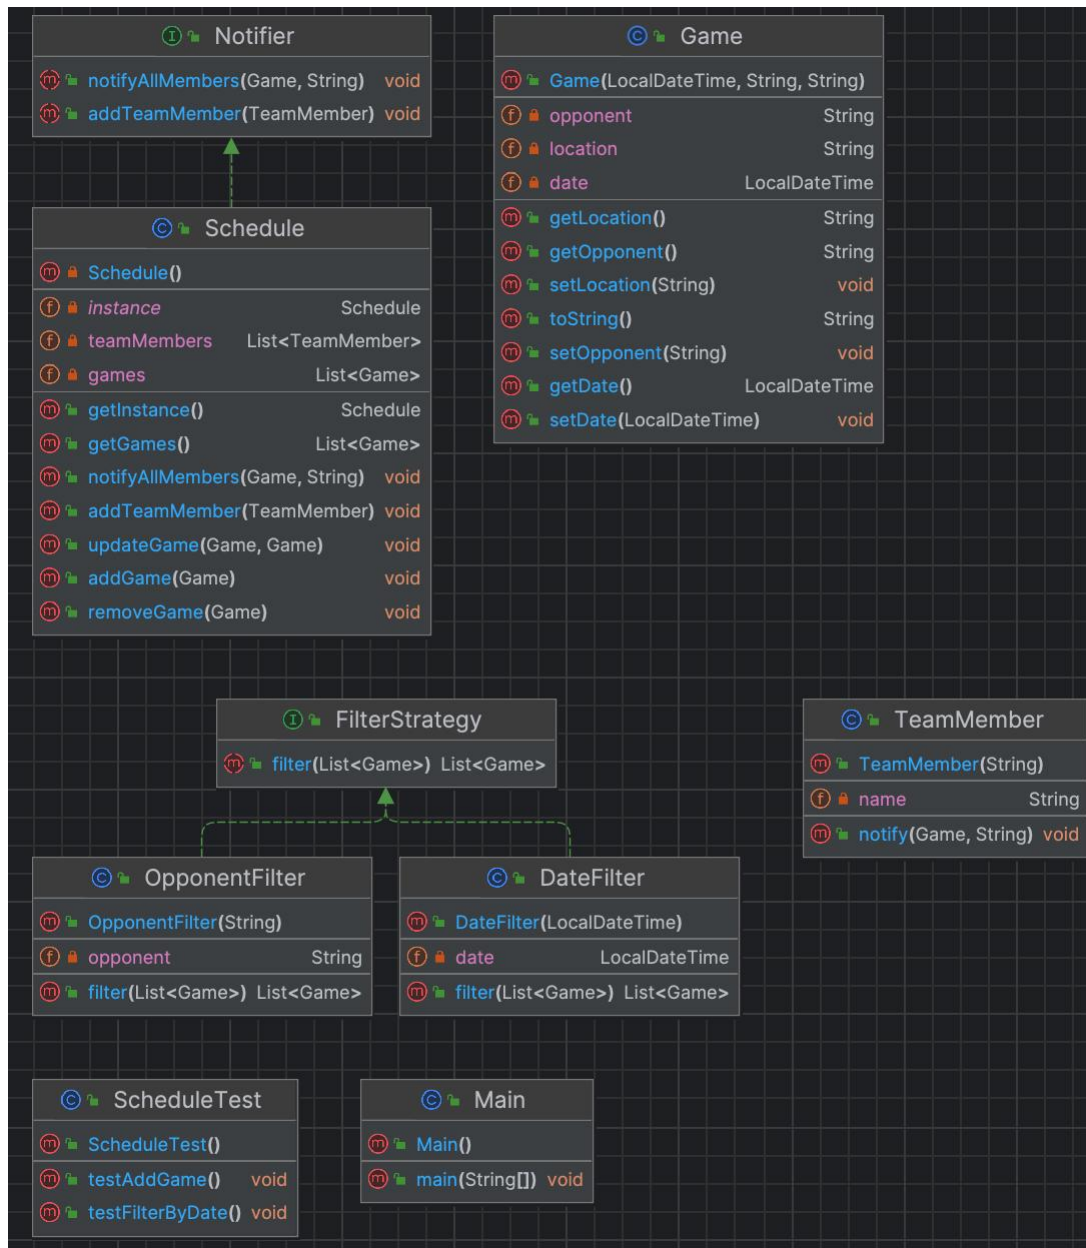 Notifier
notifyAllMembers(Game, String) void
addTeamMember(TeamMember) void
Game
Game(LocalDateTime, String, String)
opponent String
location String
date LocalDateTime
getLocation() String
getOpponent() String
setLocation(String) void
toString() String
setOpponent(String) void
getDate() LocalDateTime
setDate(LocalDateTime) void
Schedule
Schedule()
instance Schedule
teamMembers List<TeamMember>
games List<Game>
getInstance() Schedule
getGames() List<Game>
notifyAllMembers(Game, String) void
addTeamMember(TeamMember) void
updateGame(Game, Game) void
addGame(Game) void
removeGame(Game) void
FilterStrategy
filter(List<Game>) List<Game>
TeamMember
TeamMember(String)
name String
notify(Game, String) void
OpponentFilter
OpponentFilter(String)
opponent String
filter(List<Game>) List<Game>
DateFilter
DateFilter(LocalDateTime)
date LocalDateTime
filter(List<Game>) List<Game>
ScheduleTest
ScheduleTest()
testAddGame() void
testFilterByDate() void
Main
Main()
main(String[]) void